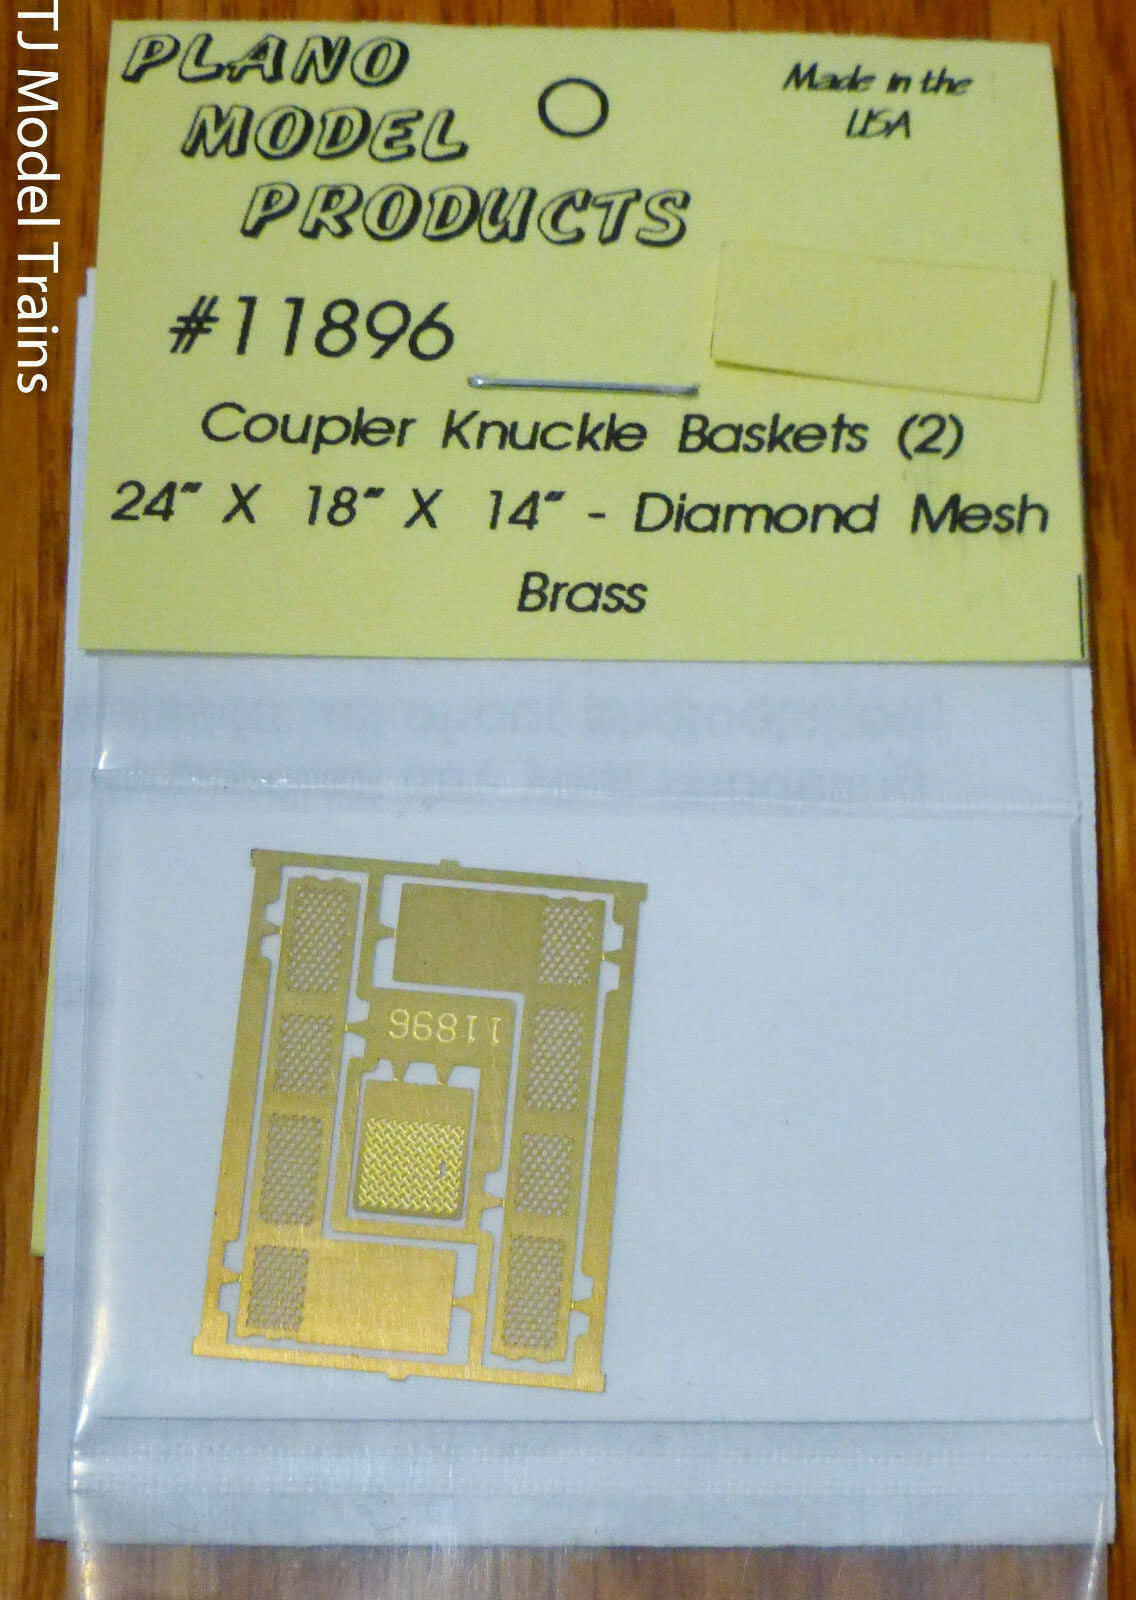 TJ Model Trains
PLANO
MODEL
PRODUCTS
Made in the
USA
#11896
Coupler Knuckle Baskets (2)
24" X 18" X 14" - Diamond Mesh
Brass
11896